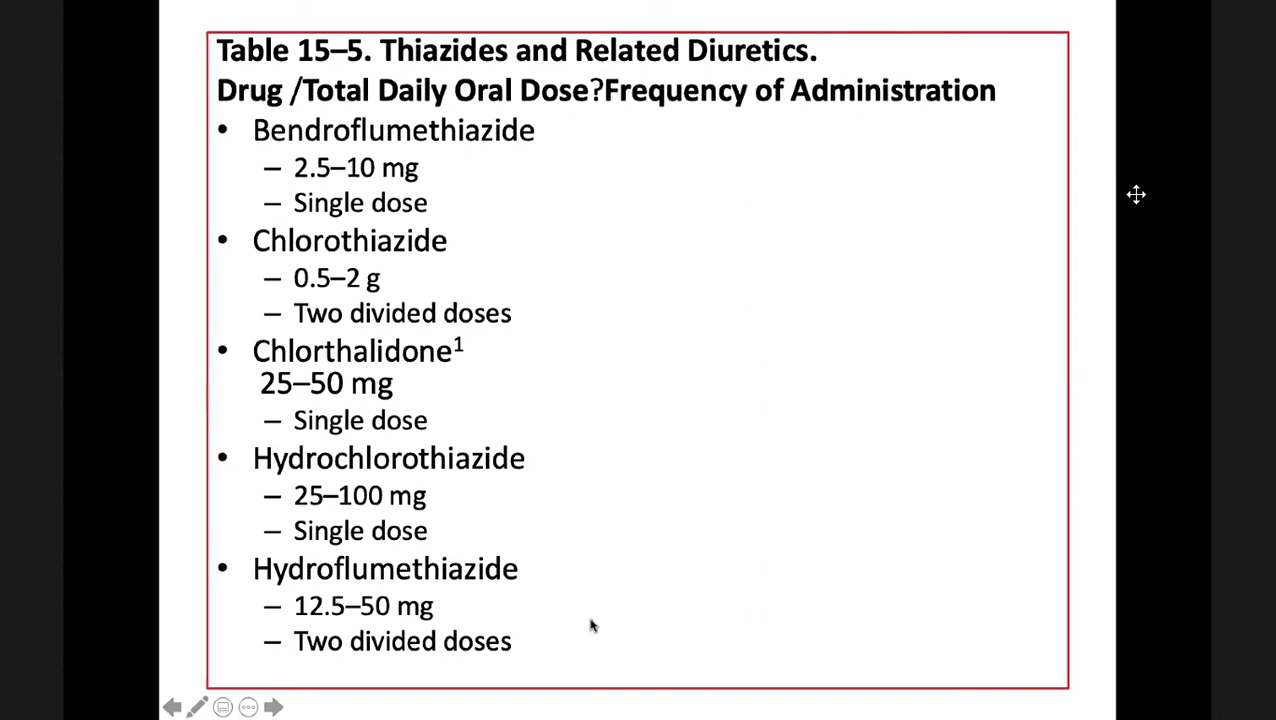 Table 15–5. Thiazides and Related Diuretics.
Drug /Total Daily Oral Dose?Frequency of Administration
• Bendroflumethiazide
– 2.5–10 mg
– Single dose
• Chlorothiazide
– 0.5–2 g
– Two divided doses
• Chlorthalidone¹
25–50 mg
– Single dose
• Hydrochlorothiazide
– 25–100 mg
– Single dose
• Hydroflumethiazide
– 12.5–50 mg
– Two divided doses